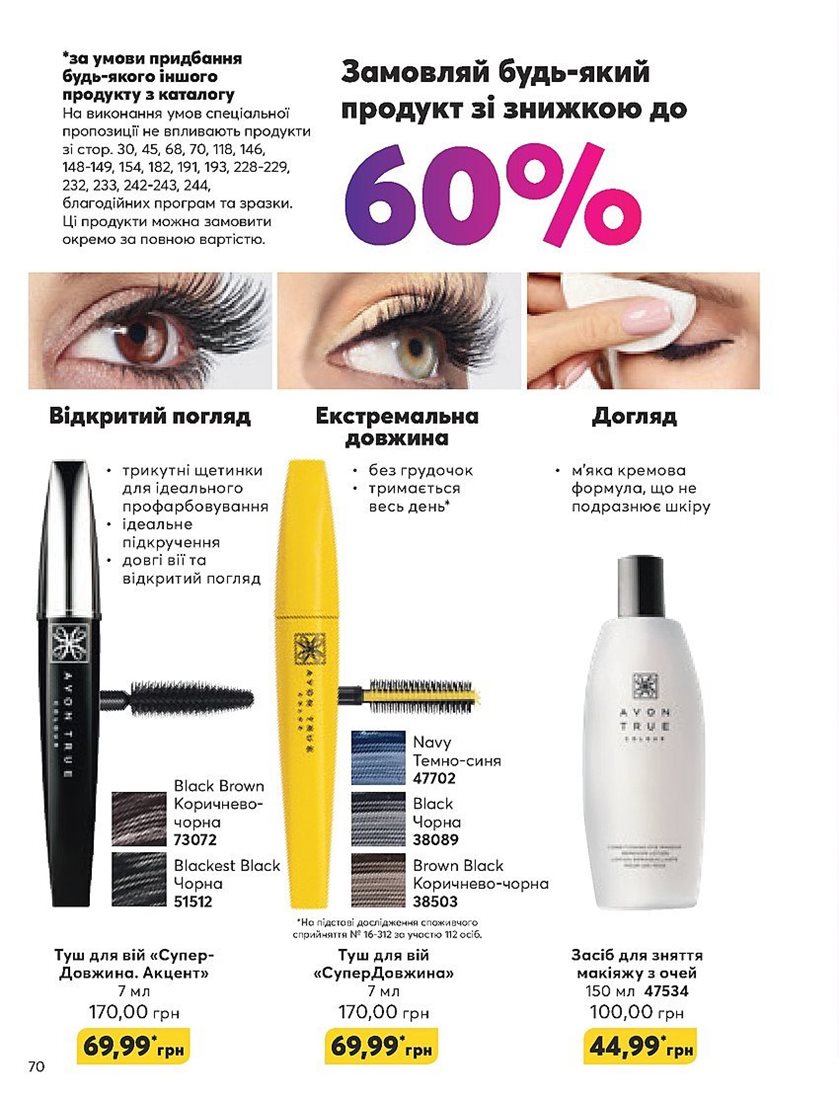 *за умови придбання
будь-якого іншого
продукту з каталогу
На виконання умов спеціальної
пропозиції не впливають продукти
зі стор. 30, 45, 68, 70, 118, 146,
148-149, 154, 182, 191, 193, 228-229,
232, 233, 242-243, 244,
благодійних програм та зразки.
Ці продукти можна замовити
окремо за повною вартістю.
Замовляй будь-який
продукт зі знижкою до
60%
Відкритий погляд
• трикутні щетинки
для ідеального
профарбовування
• ідеальне
підкручення
• довгі вії та
відкритий погляд
AVON TRUE
Black Brown
Коричнево-
чорна
73072
Blackest Black
Чорна
51512
Туш для вій «Супер-
Довжина. Акцент»
7 мл
170,00 грн
69,99* грн
Екстремальна
довжина
• без грудочок
• тримається
весь день*
AVON TRUE
COLOUR
Navy
Темно-синя
47702
Black
Чорна
38089
Brown Black
Коричнево-чорна
38503
*На підставі дослідження споживчого
сприйняття № 16-312 за участю 112 осіб.
Туш для вій
«СуперДовжина»
7 мл
170,00 грн
69,99* грн
Догляд
• м'яка кремова
формула, що не
подразнює шкіру
AVON
TRUE
COLOUR
Засіб для зняття
макіяжу з очей
150 мл 47534
100,00 грн
44,99* грн
70